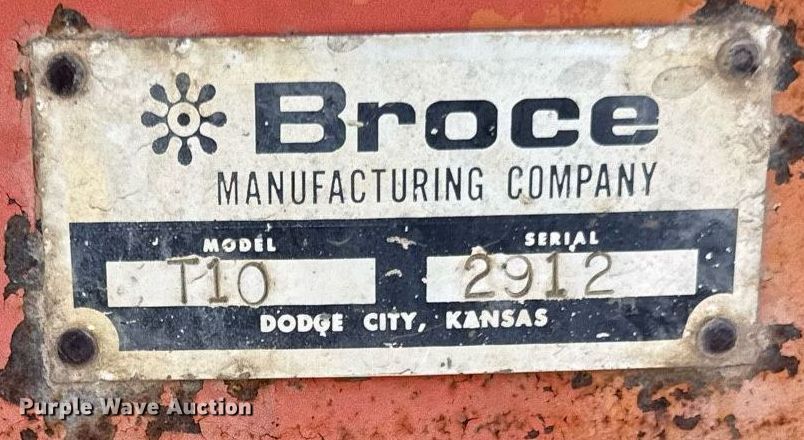 Broce
MANUFACTURING COMPANY
MODEL SERIAL
T10 2912
DODGE CITY, KANSAS
Purple Wave Auction